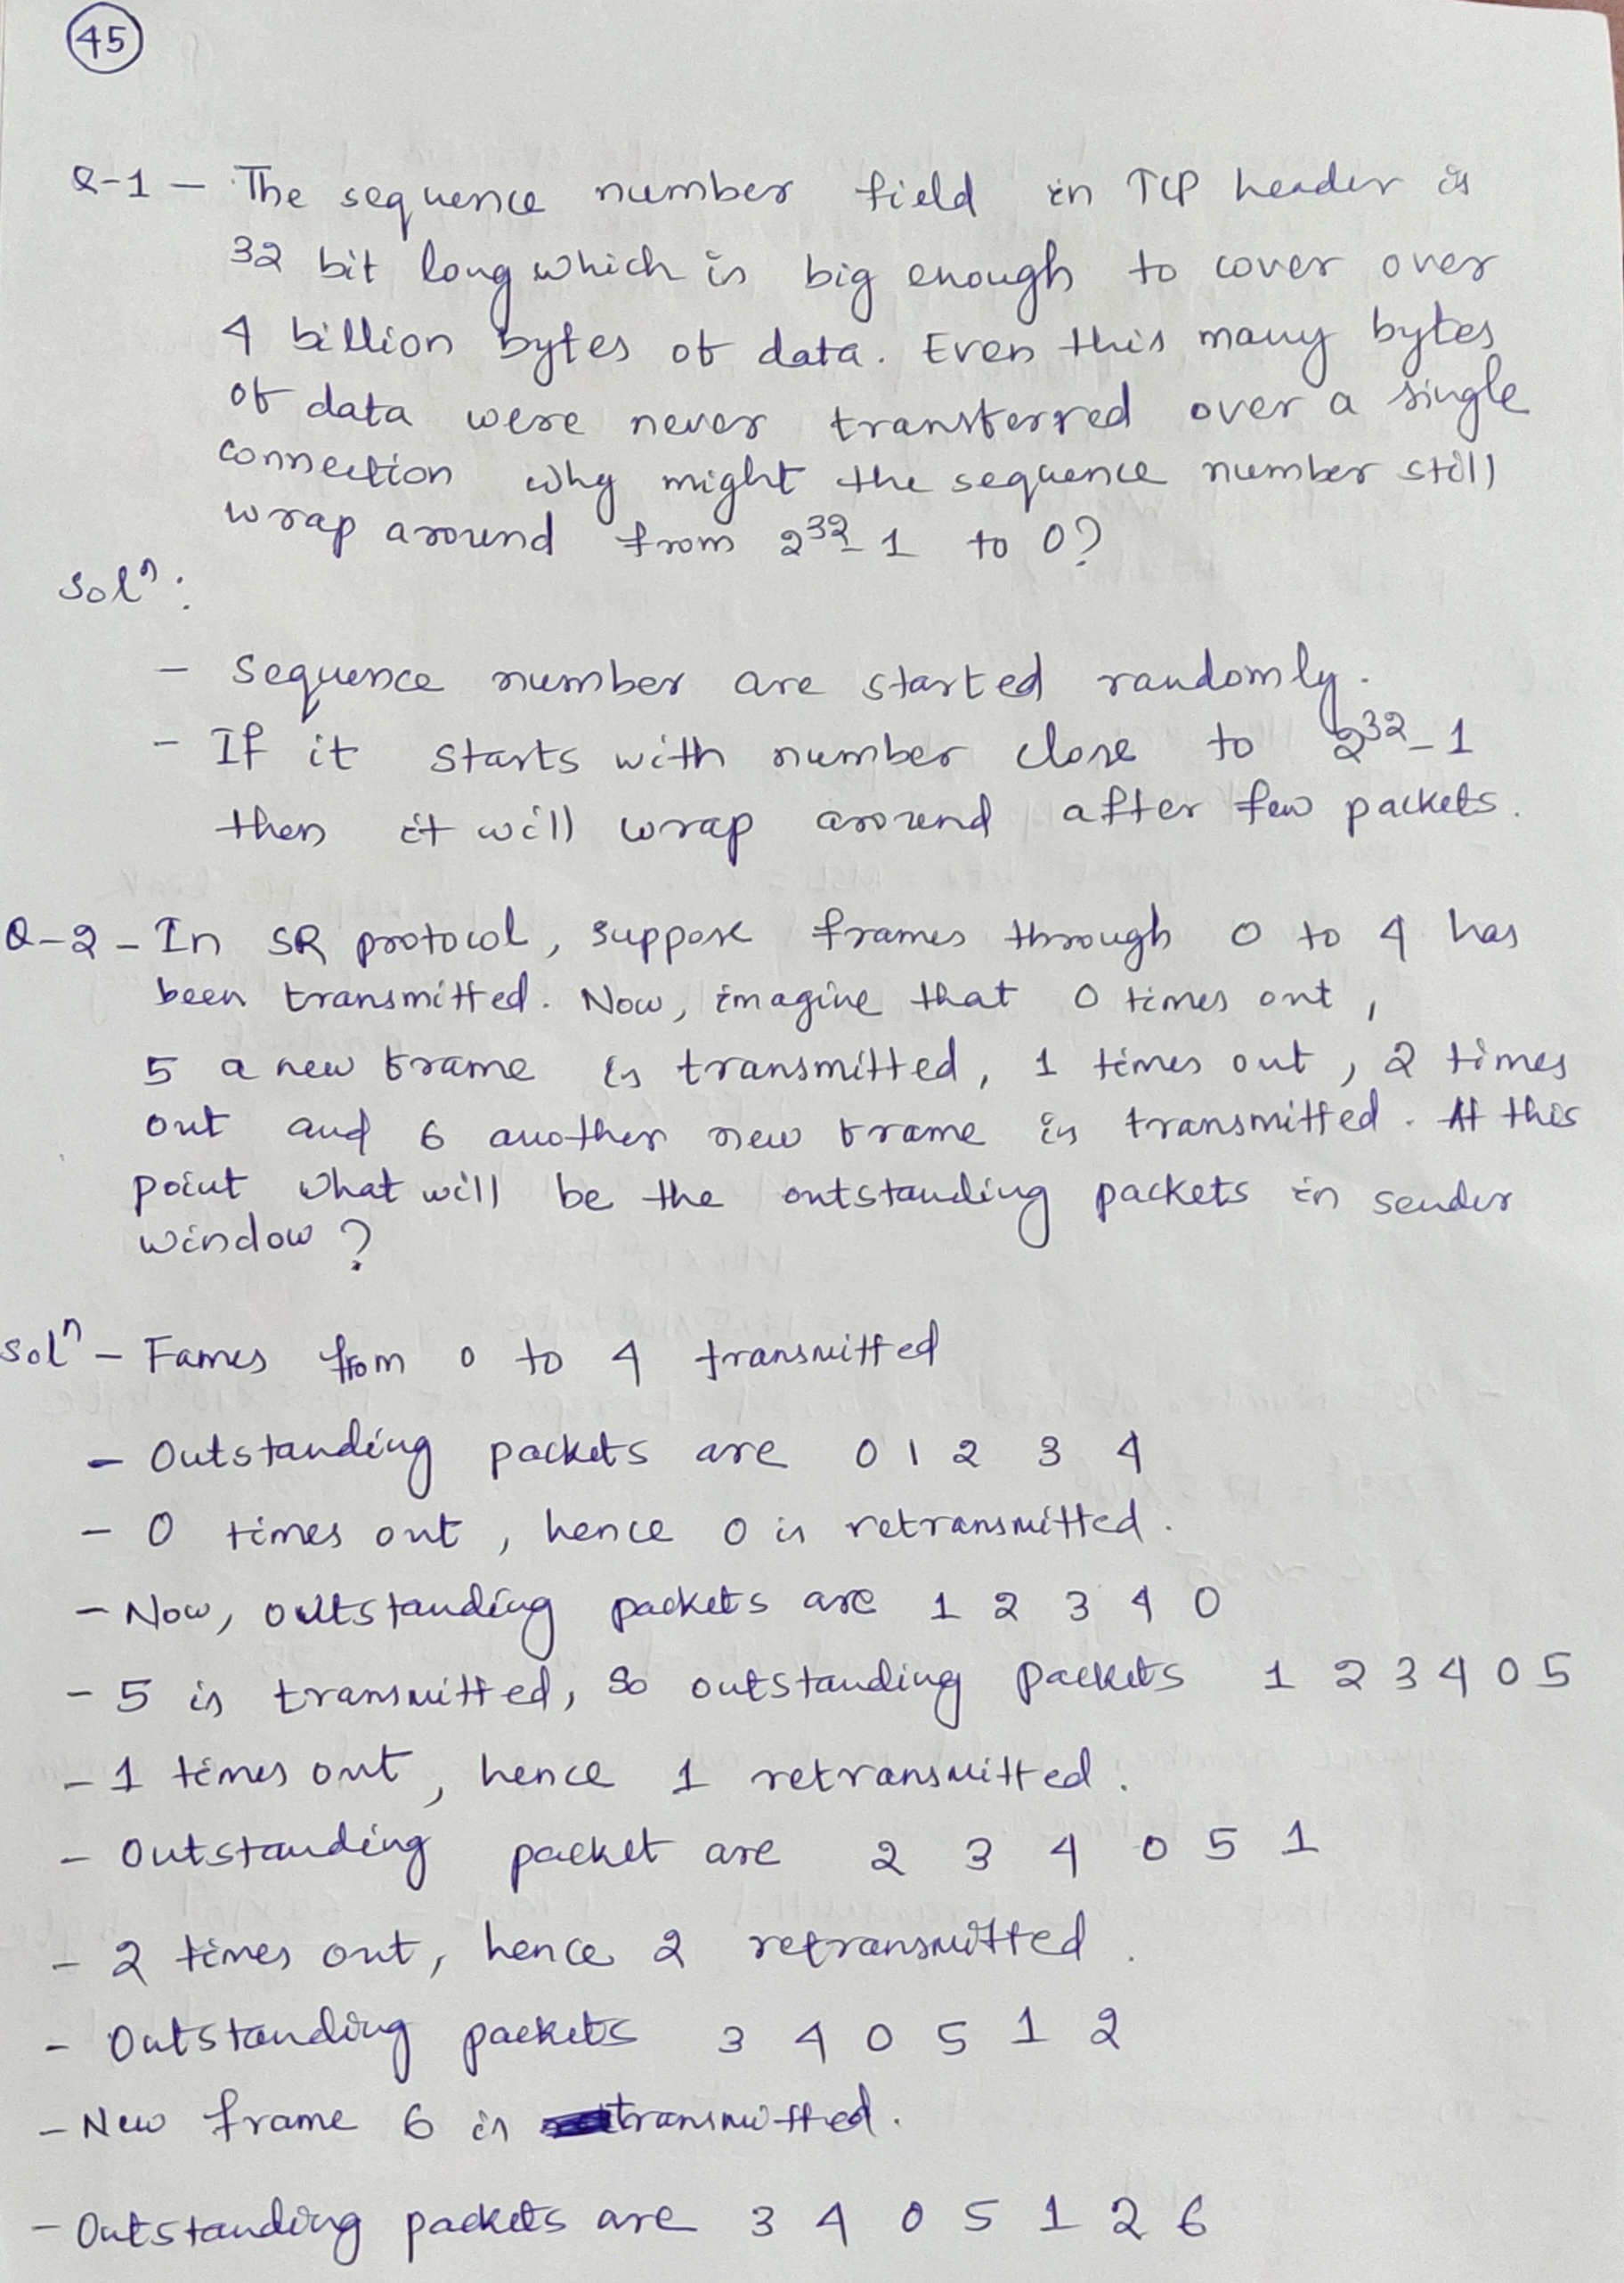 45
Q-1 - The sequence number field in TCP header is
32 bit long which is big enough to cover over
4 billion bytes of data. Even this many bytes
of data were never transferred over a single
connection why might the sequence number still
wrap around from 2³²-1 to 0?
Solⁿ:
- Sequence number are started randomly.
- If it starts with number close to 2³²-1
then it will wrap around after few packets.
Q-2 - In SR protocol, suppose frames through 0 to 4 has
been transmitted. Now, imagine that 0 times out,
5 a new frame is transmitted, 1 times out, 2 times
out and 6 another new frame is transmitted. At this
point what will be the outstanding packets in sender
window?
Solⁿ - Fames from 0 to 4 transmitted
- Outstanding packets are 0 1 2 3 4
- 0 times out, hence 0 is retransmitted.
- Now, outstanding packets are 1 2 3 4 0
- 5 is transmitted, so outstanding packets 1 2 3 4 0 5
- 1 times out, hence 1 retransmitted.
- Outstanding packet are 2 3 4 0 5 1
- 2 times out, hence 2 retransmitted.
- Outstanding packets 3 4 0 5 1 2
- New frame 6 is transmitted.
- Outstanding packets are 3 4 0 5 1 2 6